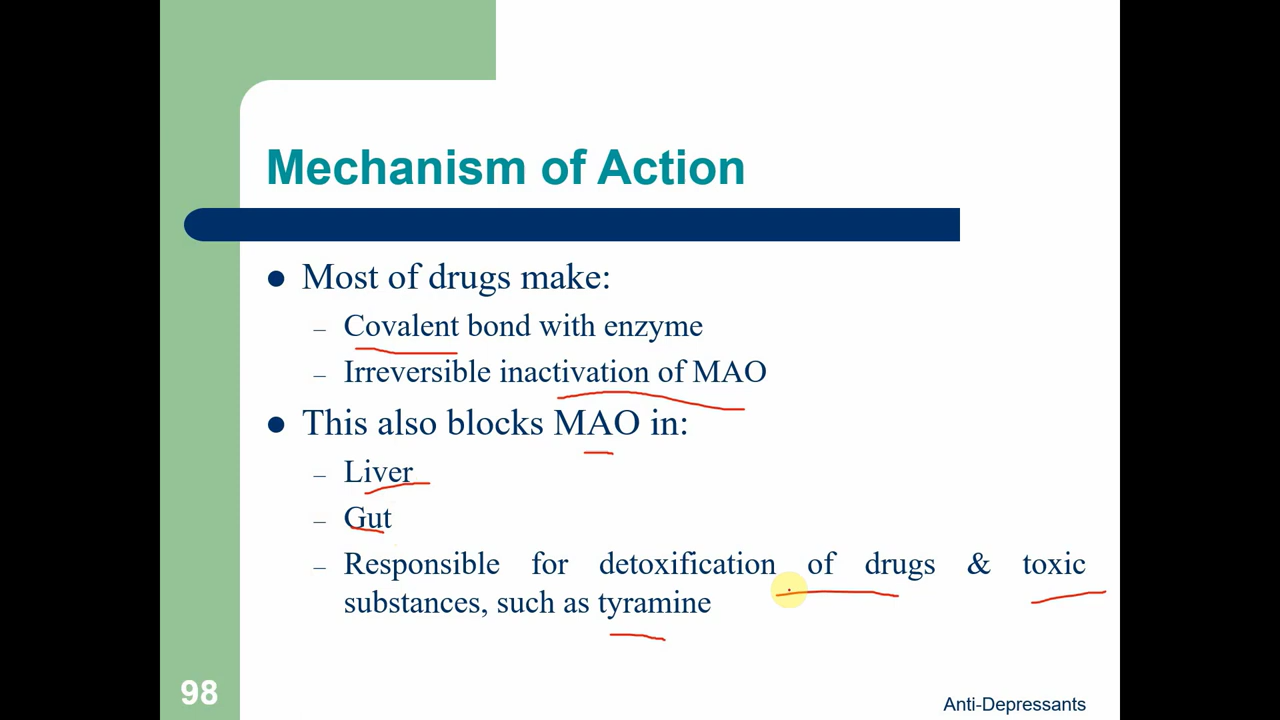 Mechanism of Action
● Most of drugs make:
– Covalent bond with enzyme
– Irreversible inactivation of MAO
● This also blocks MAO in:
– Liver
– Gut
– Responsible for detoxification of drugs & toxic
substances, such as tyramine
98
Anti-Depressants